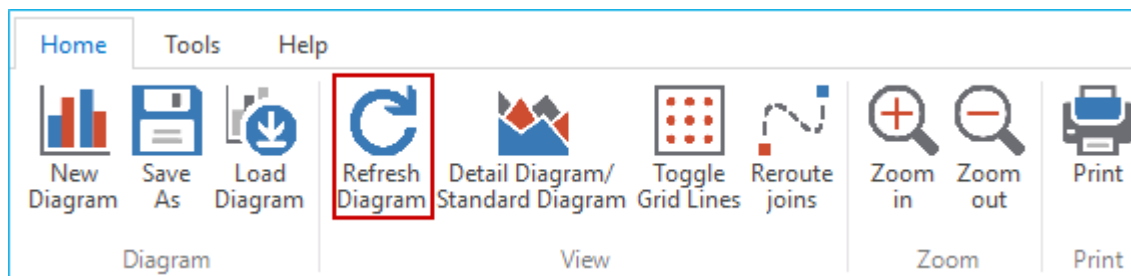 Home Tools Help
New Save Load Refresh Detail Diagram/ Toggle Reroute Zoom Zoom Print
Diagram As Diagram Diagram Standard Diagram Grid Lines joins in out
Diagram View Zoom Print